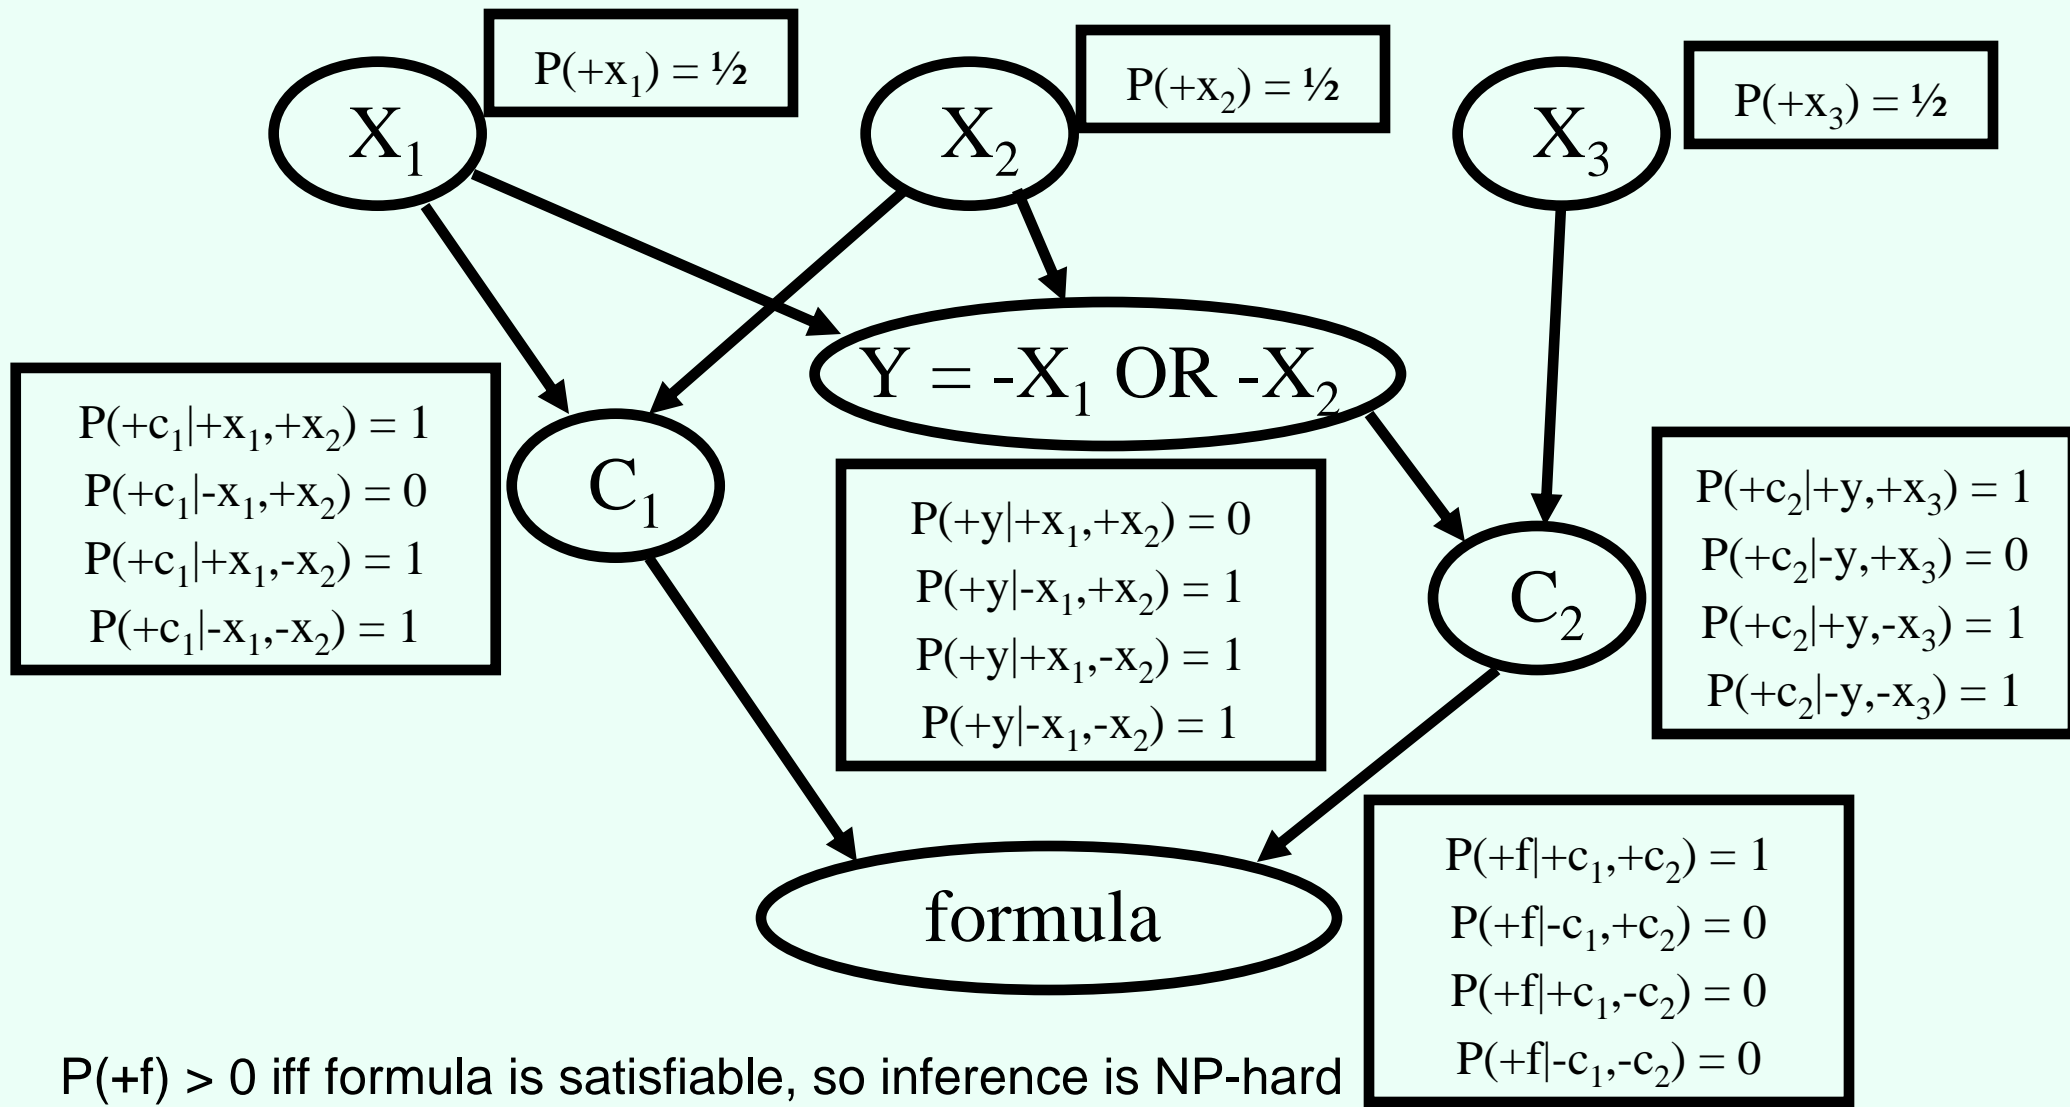 P(+x₁) = ½
P(+x₂) = ½
P(+x₃) = ½
X₁
X₂
X₃
Y = -X₁ OR -X₂
P(+c₁|+x₁,+x₂) = 1
P(+c₁|-x₁,+x₂) = 0
P(+c₁|+x₁,-x₂) = 1
P(+c₁|-x₁,-x₂) = 1
C₁
P(+y|+x₁,+x₂) = 0
P(+y|-x₁,+x₂) = 1
P(+y|+x₁,-x₂) = 1
P(+y|-x₁,-x₂) = 1
C₂
P(+c₂|+y,+x₃) = 1
P(+c₂|-y,+x₃) = 0
P(+c₂|+y,-x₃) = 1
P(+c₂|-y,-x₃) = 1
formula
P(+f|+c₁,+c₂) = 1
P(+f|-c₁,+c₂) = 0
P(+f|+c₁,-c₂) = 0
P(+f|-c₁,-c₂) = 0
P(+f) > 0 iff formula is satisfiable, so inference is NP-hard